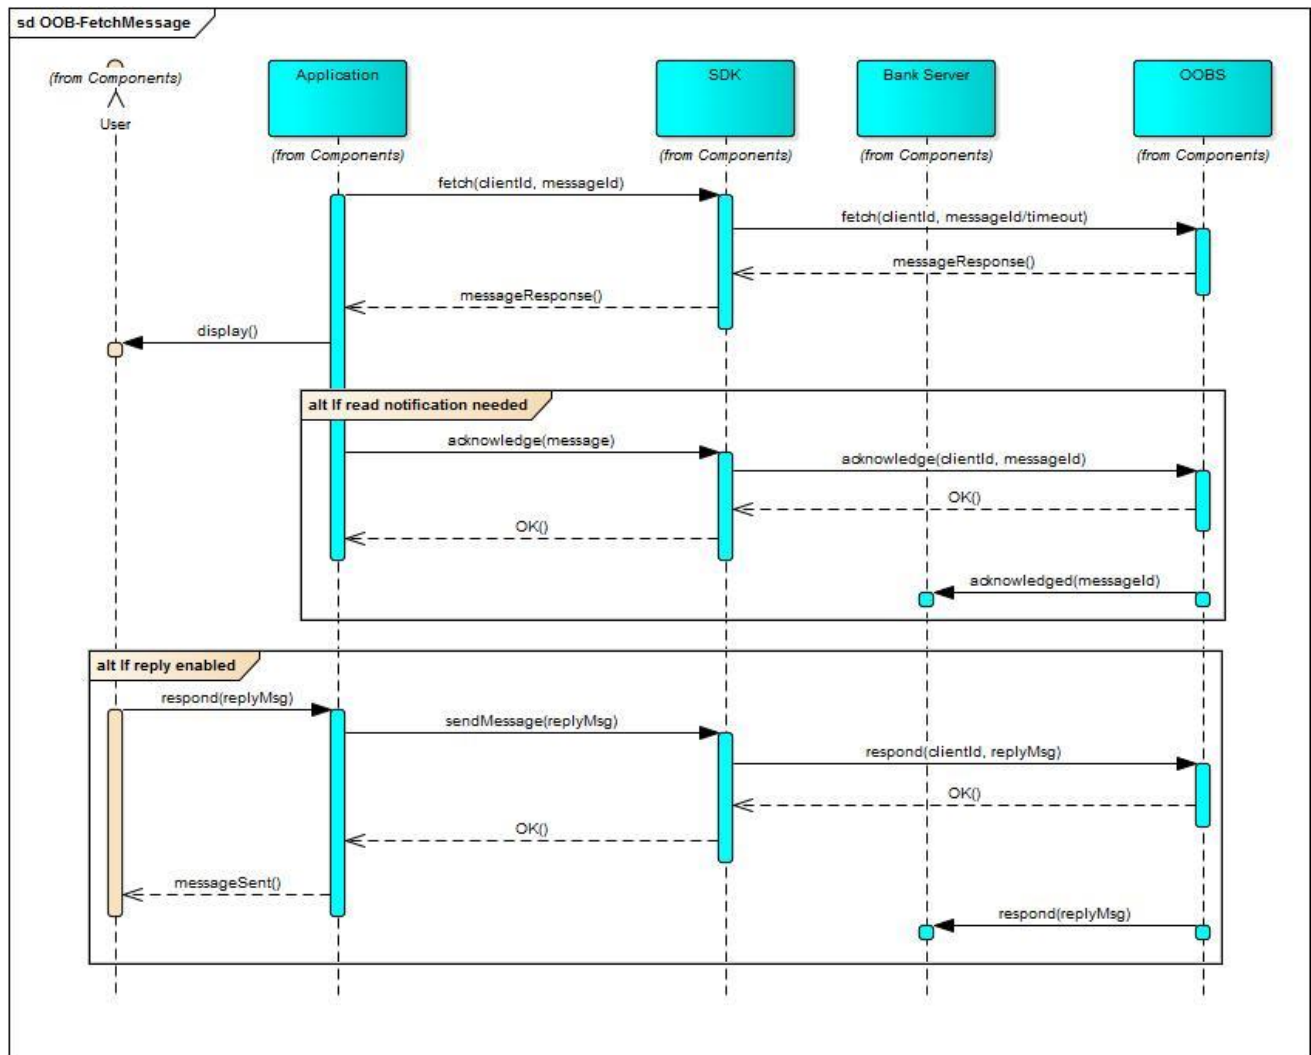 sd OOB-FetchMessage
(from Components)
User
Application
(from Components)
SDK
(from Components)
Bank Server
(from Components)
OOBS
(from Components)
fetch(clientId, messageId)
fetch(clientId, messageId/timeout)
messageResponse()
messageResponse()
display()
alt If read notification needed
acknowledge(message)
acknowledge(clientId, messageId)
OK()
OK()
acknowledged(messageId)
alt If reply enabled
respond(replyMsg)
sendMessage(replyMsg)
respond(clientId, replyMsg)
OK()
OK()
messageSent()
respond(replyMsg)